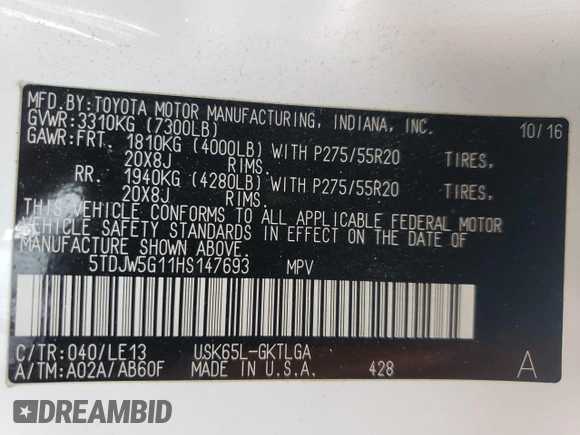 MFD.BY:TOYOTA MOTOR MANUFACTURING, INDIANA, INC. 10/16
GVWR:3310KG (7300LB)
GAWR:FRT. 1810KG (4000LB) WITH P275/55R20 TIRES,
20X8J RIMS.
RR. 1940KG (4280LB) WITH P275/55R20 TIRES,
20X8J RIMS.
THIS VEHICLE CONFORMS TO ALL APPLICABLE FEDERAL MOTOR
VEHICLE SAFETY STANDARDS IN EFFECT ON THE DATE OF
MANUFACTURE SHOWN ABOVE.
5TDJW5G11HS147693 MPV
C/TR:040/LE13 USK65L-GKTLGA A
A/TM:A02A/AB60F MADE IN U.S.A. 428
DREAMBID